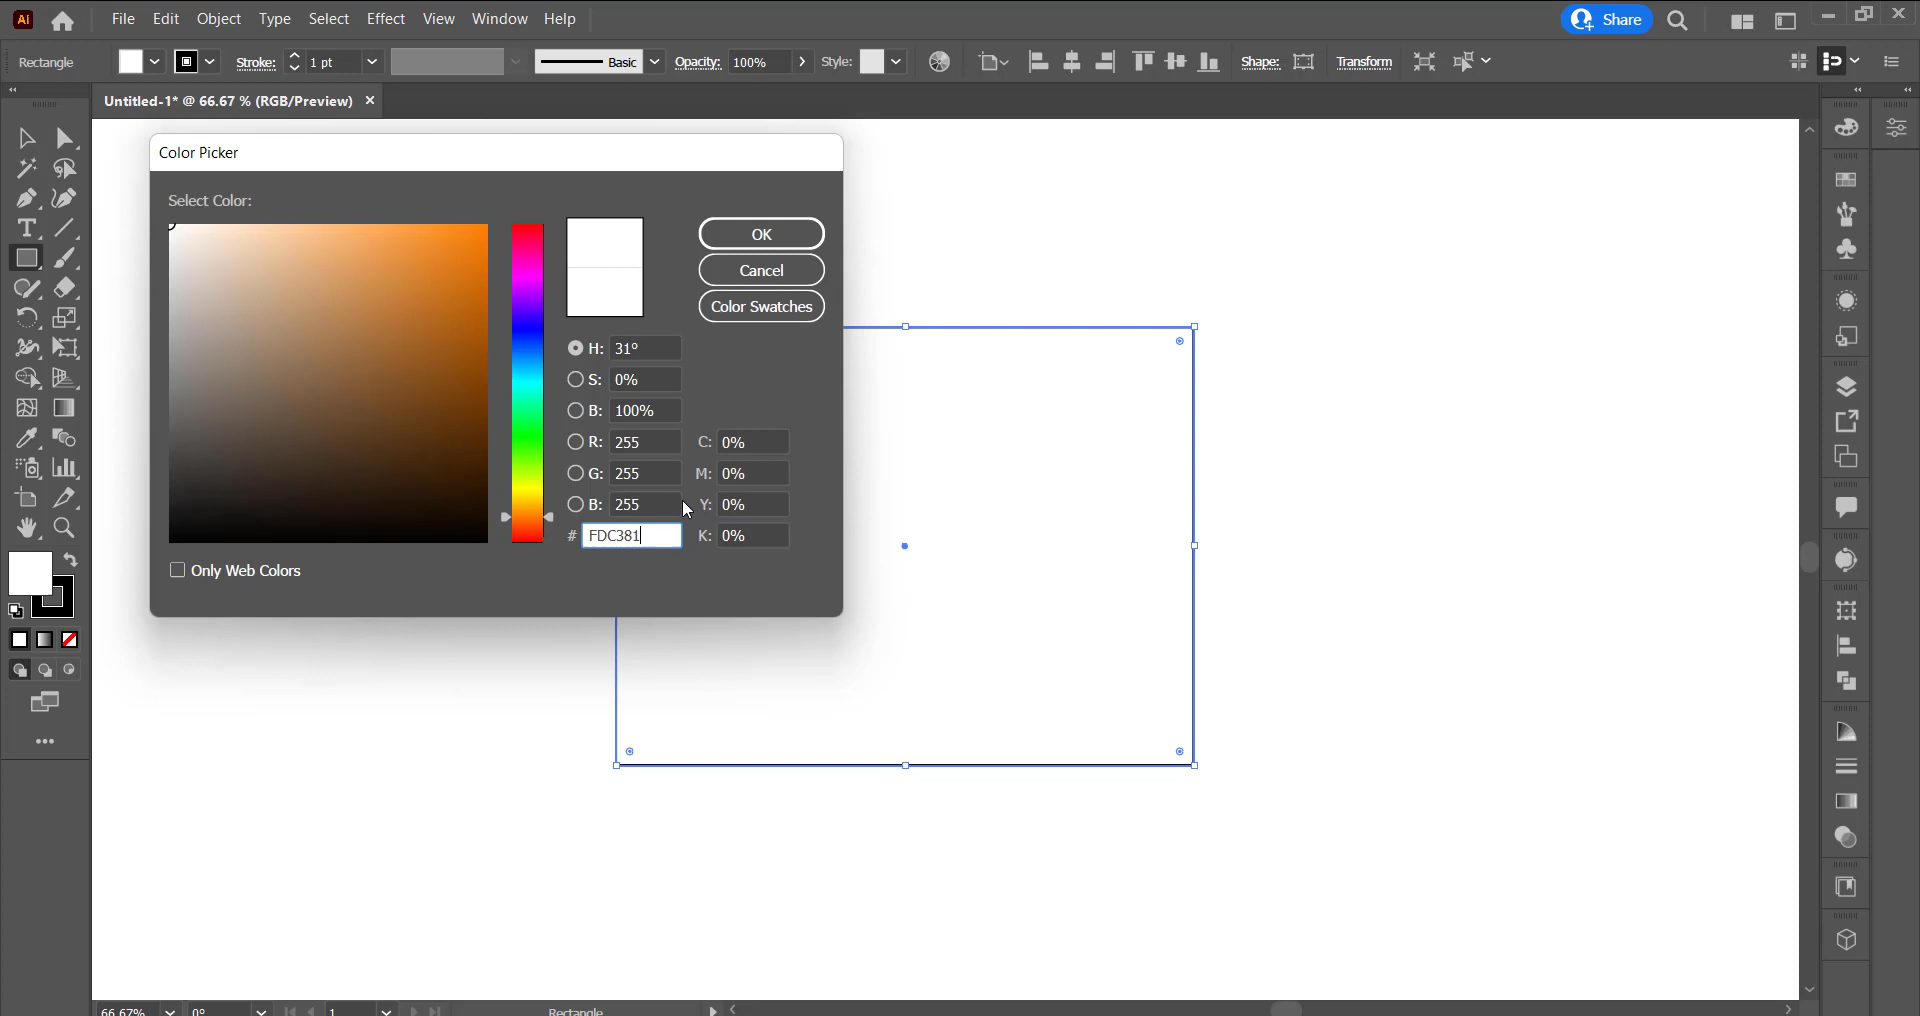 Ai File Edit Object Type Select Effect View Window Help Share
Rectangle Stroke: 1 pt Basic Opacity: 100% Style: Shape: Transform
Untitled-1* @ 66.67 % (RGB/Preview) ×
Color Picker
Select Color:
OK
Cancel
Color Swatches
H: 31°
S: 0%
B: 100%
R: 255 C: 0%
G: 255 M: 0%
B: 255 Y: 0%
# FDC381 K: 0%
Only Web Colors
66.67% 0° 1 Rectangle